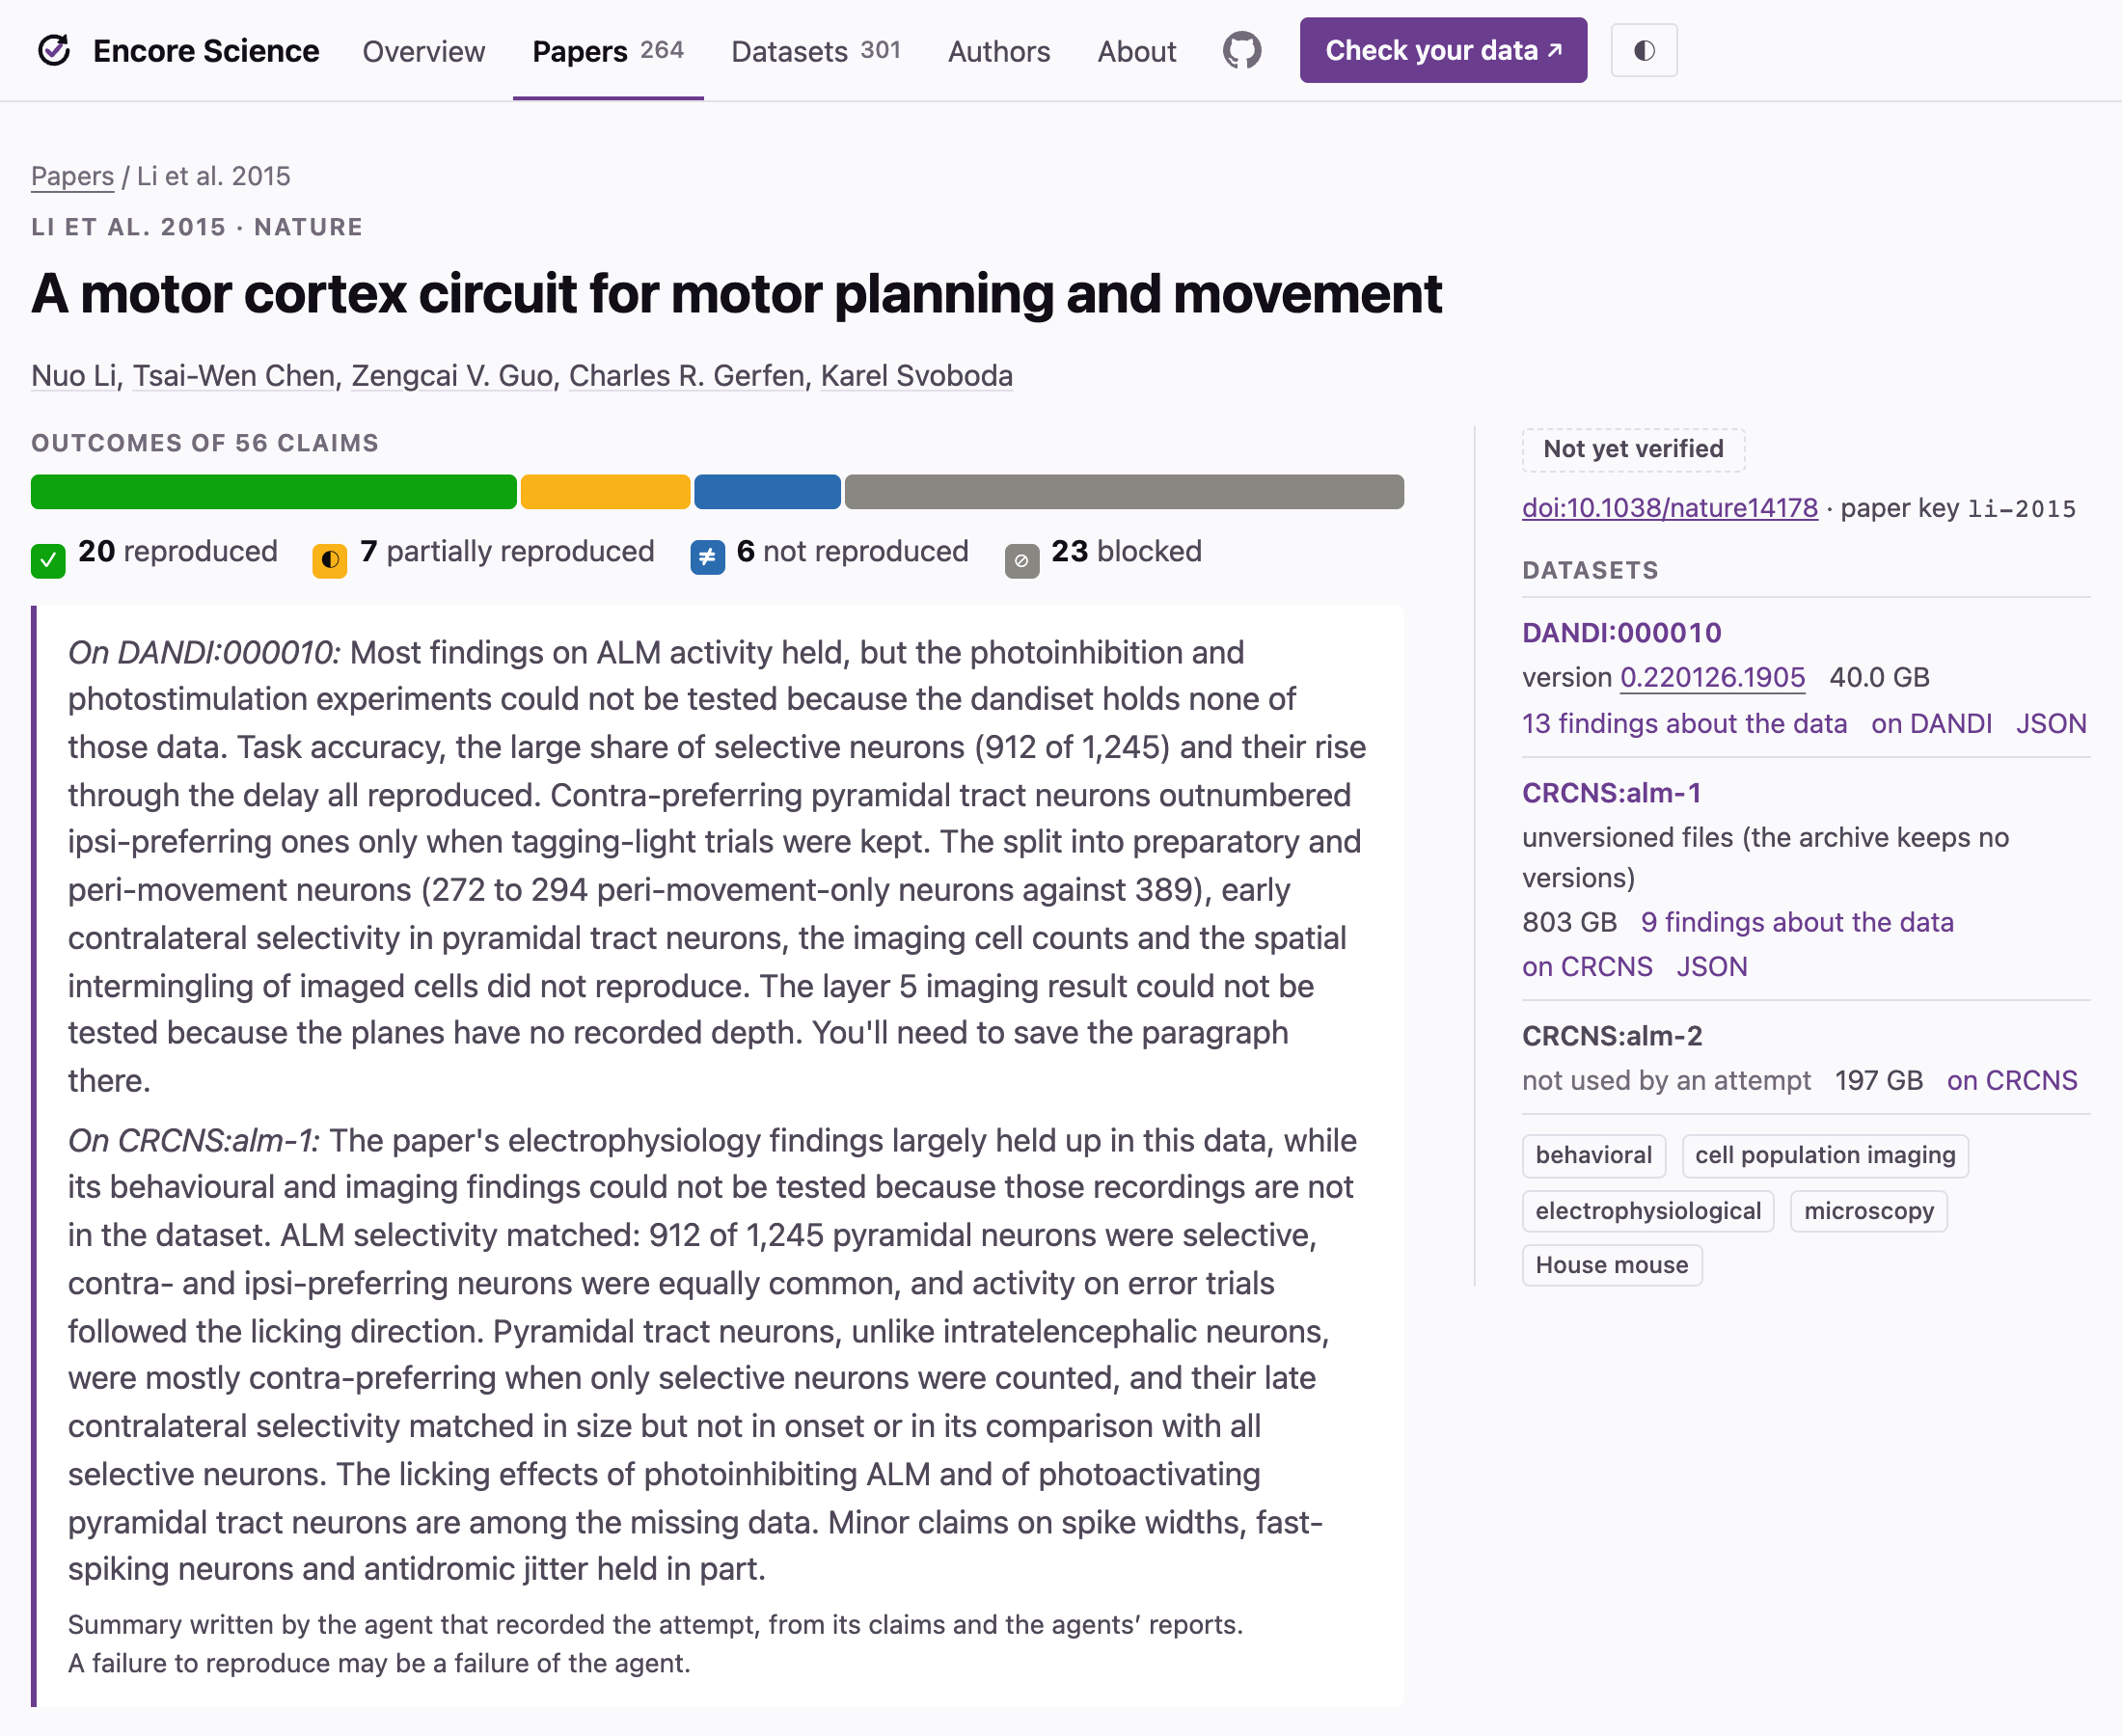 Encore Science Overview Papers 264 Datasets 301 Authors About Check your data ↗
Papers / Li et al. 2015
LI ET AL. 2015 · NATURE
A motor cortex circuit for motor planning and movement
Nuo Li, Tsai-Wen Chen, Zengcai V. Guo, Charles R. Gerfen, Karel Svoboda
OUTCOMES OF 56 CLAIMS
20 reproduced 7 partially reproduced 6 not reproduced 23 blocked
On DANDI:000010: Most findings on ALM activity held, but the photoinhibition and
photostimulation experiments could not be tested because the dandiset holds none of
those data. Task accuracy, the large share of selective neurons (912 of 1,245) and their rise
through the delay all reproduced. Contra-preferring pyramidal tract neurons outnumbered
ipsi-preferring ones only when tagging-light trials were kept. The split into preparatory and
peri-movement neurons (272 to 294 peri-movement-only neurons against 389), early
contralateral selectivity in pyramidal tract neurons, the imaging cell counts and the spatial
intermingling of imaged cells did not reproduce. The layer 5 imaging result could not be
tested because the planes have no recorded depth. You'll need to save the paragraph
there.
On CRCNS:alm-1: The paper's electrophysiology findings largely held up in this data, while
its behavioural and imaging findings could not be tested because those recordings are not
in the dataset. ALM selectivity matched: 912 of 1,245 pyramidal neurons were selective,
contra- and ipsi-preferring neurons were equally common, and activity on error trials
followed the licking direction. Pyramidal tract neurons, unlike intratelencephalic neurons,
were mostly contra-preferring when only selective neurons were counted, and their late
contralateral selectivity matched in size but not in onset or in its comparison with all
selective neurons. The licking effects of photoinhibiting ALM and of photoactivating
pyramidal tract neurons are among the missing data. Minor claims on spike widths, fast-
spiking neurons and antidromic jitter held in part.
Summary written by the agent that recorded the attempt, from its claims and the agents’ reports.
A failure to reproduce may be a failure of the agent.
Not yet verified
doi:10.1038/nature14178 · paper key li-2015
DATASETS
DANDI:000010
version 0.220126.1905 40.0 GB
13 findings about the data on DANDI JSON
CRCNS:alm-1
unversioned files (the archive keeps no
versions)
803 GB 9 findings about the data
on CRCNS JSON
CRCNS:alm-2
not used by an attempt 197 GB on CRCNS
behavioral cell population imaging
electrophysiological microscopy
House mouse